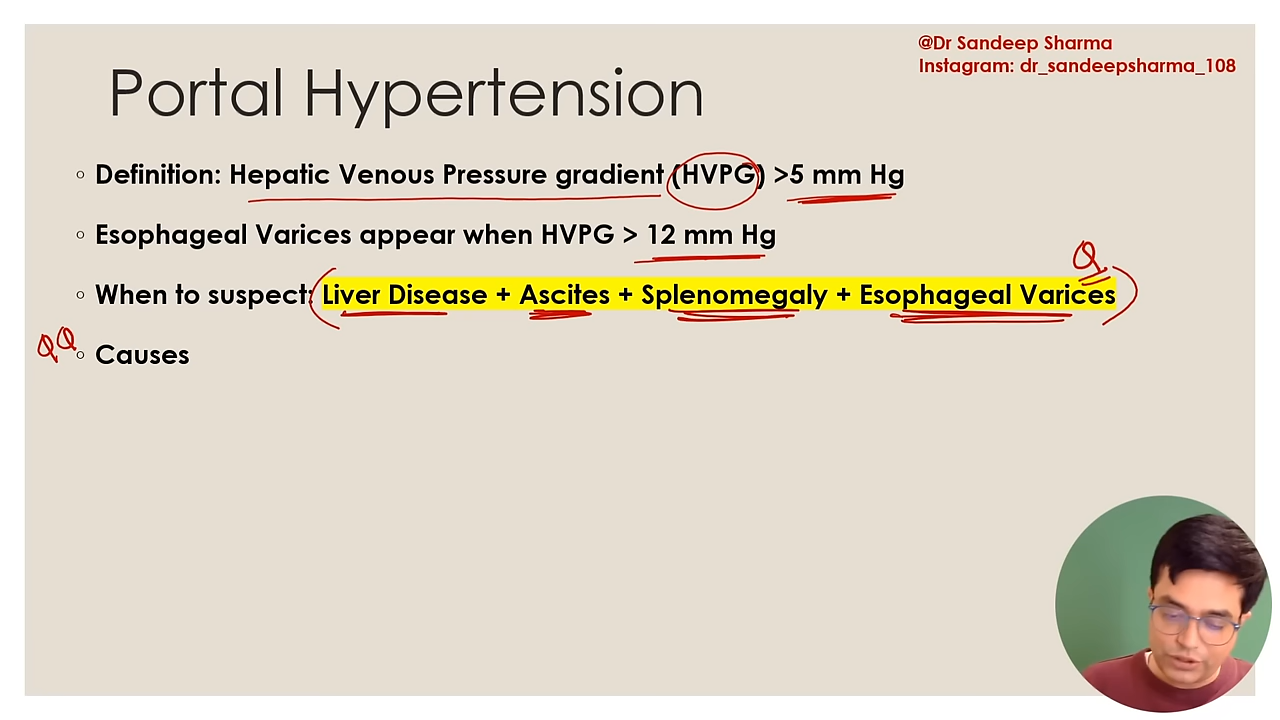 @Dr Sandeep Sharma
Instagram: dr_sandeepsharma_108
Portal Hypertension
Definition: Hepatic Venous Pressure gradient (HVPG) >5 mm Hg
Esophageal Varices appear when HVPG > 12 mm Hg
Q
When to suspect: Liver Disease + Ascites + Splenomegaly + Esophageal Varices
QQ Causes